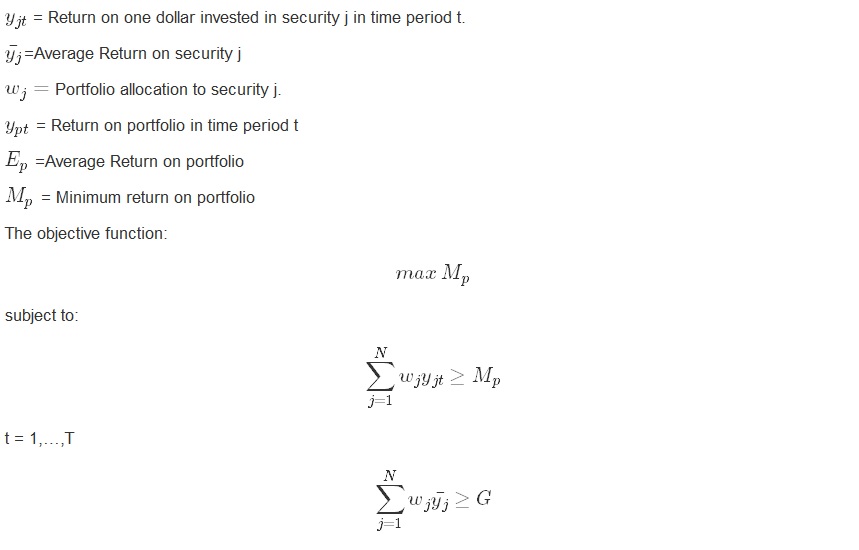 y_{jt} = Return on one dollar invested in security j in time period t.
\bar{y_j}=Average Return on security j
w_j = Portfolio allocation to security j.
y_{pt} = Return on portfolio in time period t
E_p =Average Return on portfolio
M_p = Minimum return on portfolio
The objective function:
max M_p
subject to:
\sum_{j=1}^{N} w_j y_{jt} ≥ M_p
t = 1,…,T
\sum_{j=1}^{N} w_j \bar{y_j} ≥ G